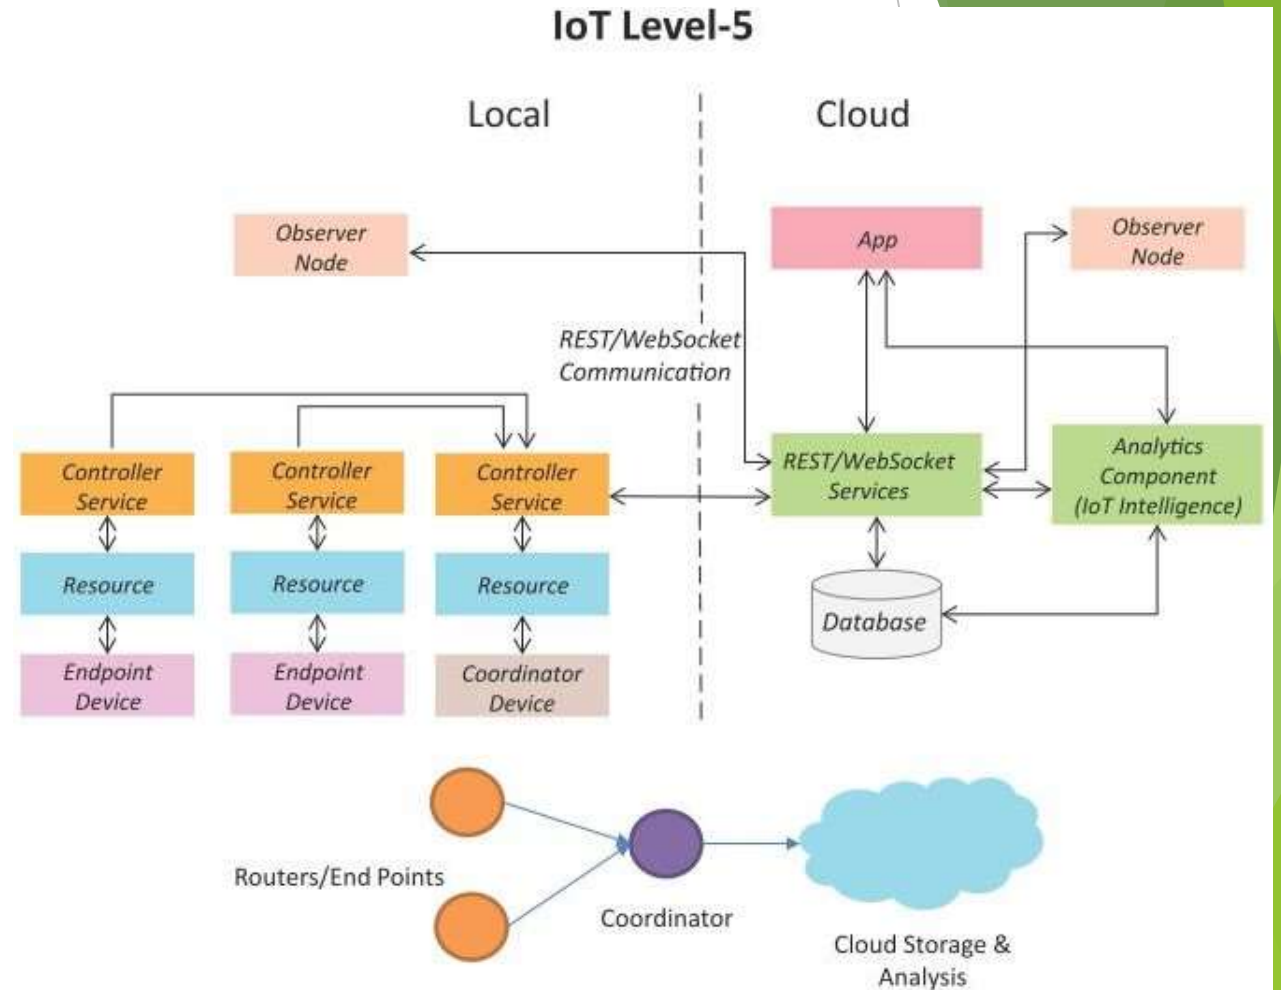 IoT Level-5
Local
Cloud
Observer
Node
App
Observer
Node
REST/WebSocket
Communication
Controller
Service
Controller
Service
Controller
Service
REST/WebSocket
Services
Analytics
Component
(IoT Intelligence)
Resource
Resource
Resource
Database
Endpoint
Device
Endpoint
Device
Coordinator
Device
Routers/End Points
Coordinator
Cloud Storage &
Analysis